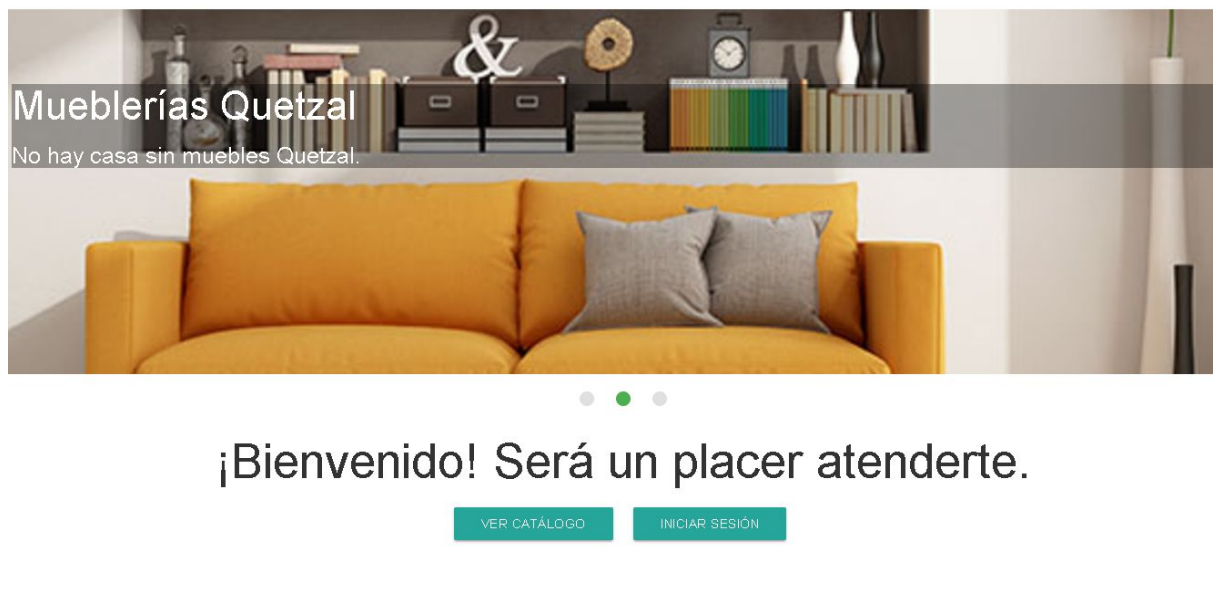 &
Mueblerías Quetzal
No hay casa sin muebles Quetzal.
¡Bienvenido! Será un placer atenderte.
VER CATÁLOGO
INICIAR SESIÓN